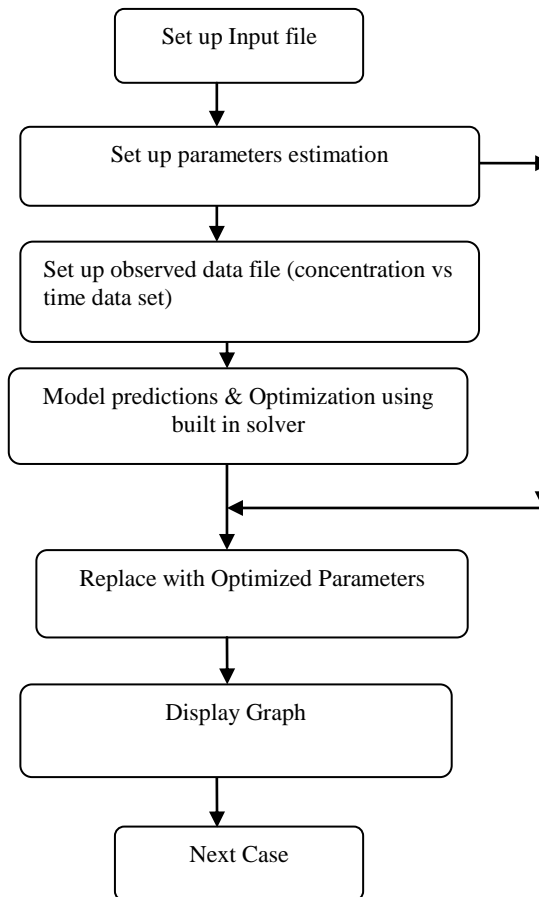 Set up Input file
Set up parameters estimation
Set up observed data file (concentration vs
time data set)
Model predictions & Optimization using
built in solver
Replace with Optimized Parameters
Display Graph
Next Case